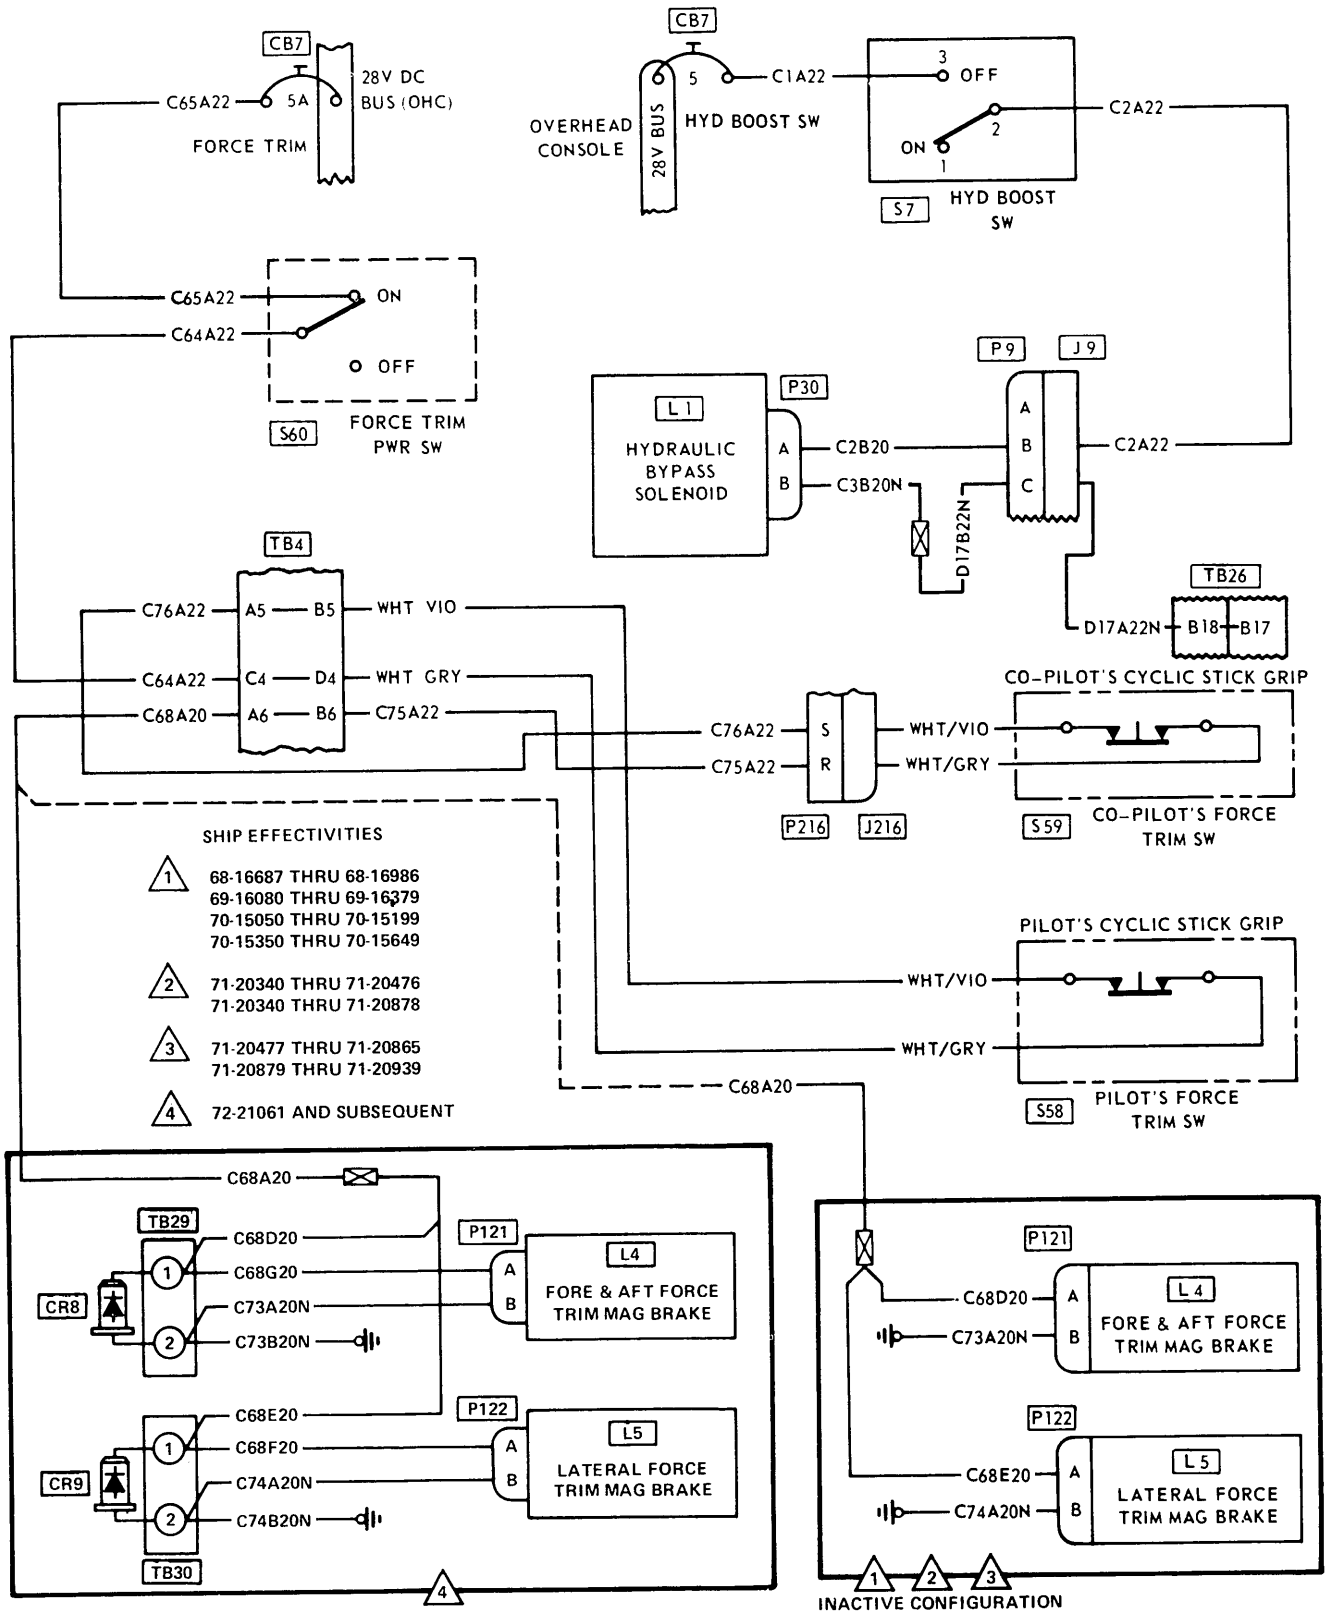 CB7
28V DC
BUS (OHC)
C65A22
5A
FORCE TRIM
CB7
5
C1A22
OVERHEAD
CONSOLE
28V BUS
HYD BOOST SW
3
OFF
2
ON
1
C2A22
S7
HYD BOOST
SW
C65A22
ON
C64A22
OFF
S60
FORCE TRIM
PWR SW
L1
HYDRAULIC
BYPASS
SOLENOID
P30
A
B
C2B20
C3B20N
D17B22N
P9
J9
A
B
C
C2A22
TB26
D17A22N
B18
B17
TB4
C76A22
A5
B5
WHT VIO
C64A22
C4
D4
WHT GRY
C68A20
A6
B6
C75A22
CO-PILOT'S CYCLIC STICK GRIP
C76A22
S
WHT/VIO
C75A22
R
WHT/GRY
P216
J216
S59
CO-PILOT'S FORCE
TRIM SW
SHIP EFFECTIVITIES
1
68-16687 THRU 68-16986
69-16080 THRU 69-16379
70-15050 THRU 70-15199
70-15350 THRU 70-15649
2
71-20340 THRU 71-20476
71-20340 THRU 71-20878
3
71-20477 THRU 71-20865
71-20879 THRU 71-20939
4
72-21061 AND SUBSEQUENT
PILOT'S CYCLIC STICK GRIP
WHT/VIO
WHT/GRY
C68A20
S58
PILOT'S FORCE
TRIM SW
C68A20
TB29
C68D20
1
C68G20
CR8
C73A20N
2
C73B20N
P121
A
B
L4
FORE & AFT FORCE
TRIM MAG BRAKE
C68E20
1
C68F20
CR9
C74A20N
2
C74B20N
TB30
P122
A
B
L5
LATERAL FORCE
TRIM MAG BRAKE
4
P121
C68D20
A
C73A20N
B
L4
FORE & AFT FORCE
TRIM MAG BRAKE
P122
C68E20
A
C74A20N
B
L5
LATERAL FORCE
TRIM MAG BRAKE
1
2
3
INACTIVE CONFIGURATION